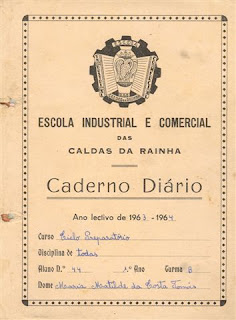 ESCOLA
ESCOLA INDUSTRIAL E COMERCIAL
DAS
CALDAS DA RAINHA
Caderno Diário
Ano lectivo de 1963-1964
Curso Ciclo Preparatório
Disciplina de todas
Aluno N.º 44 1.º Ano Turma B
Nome Maria Matilde da Costa Tomás